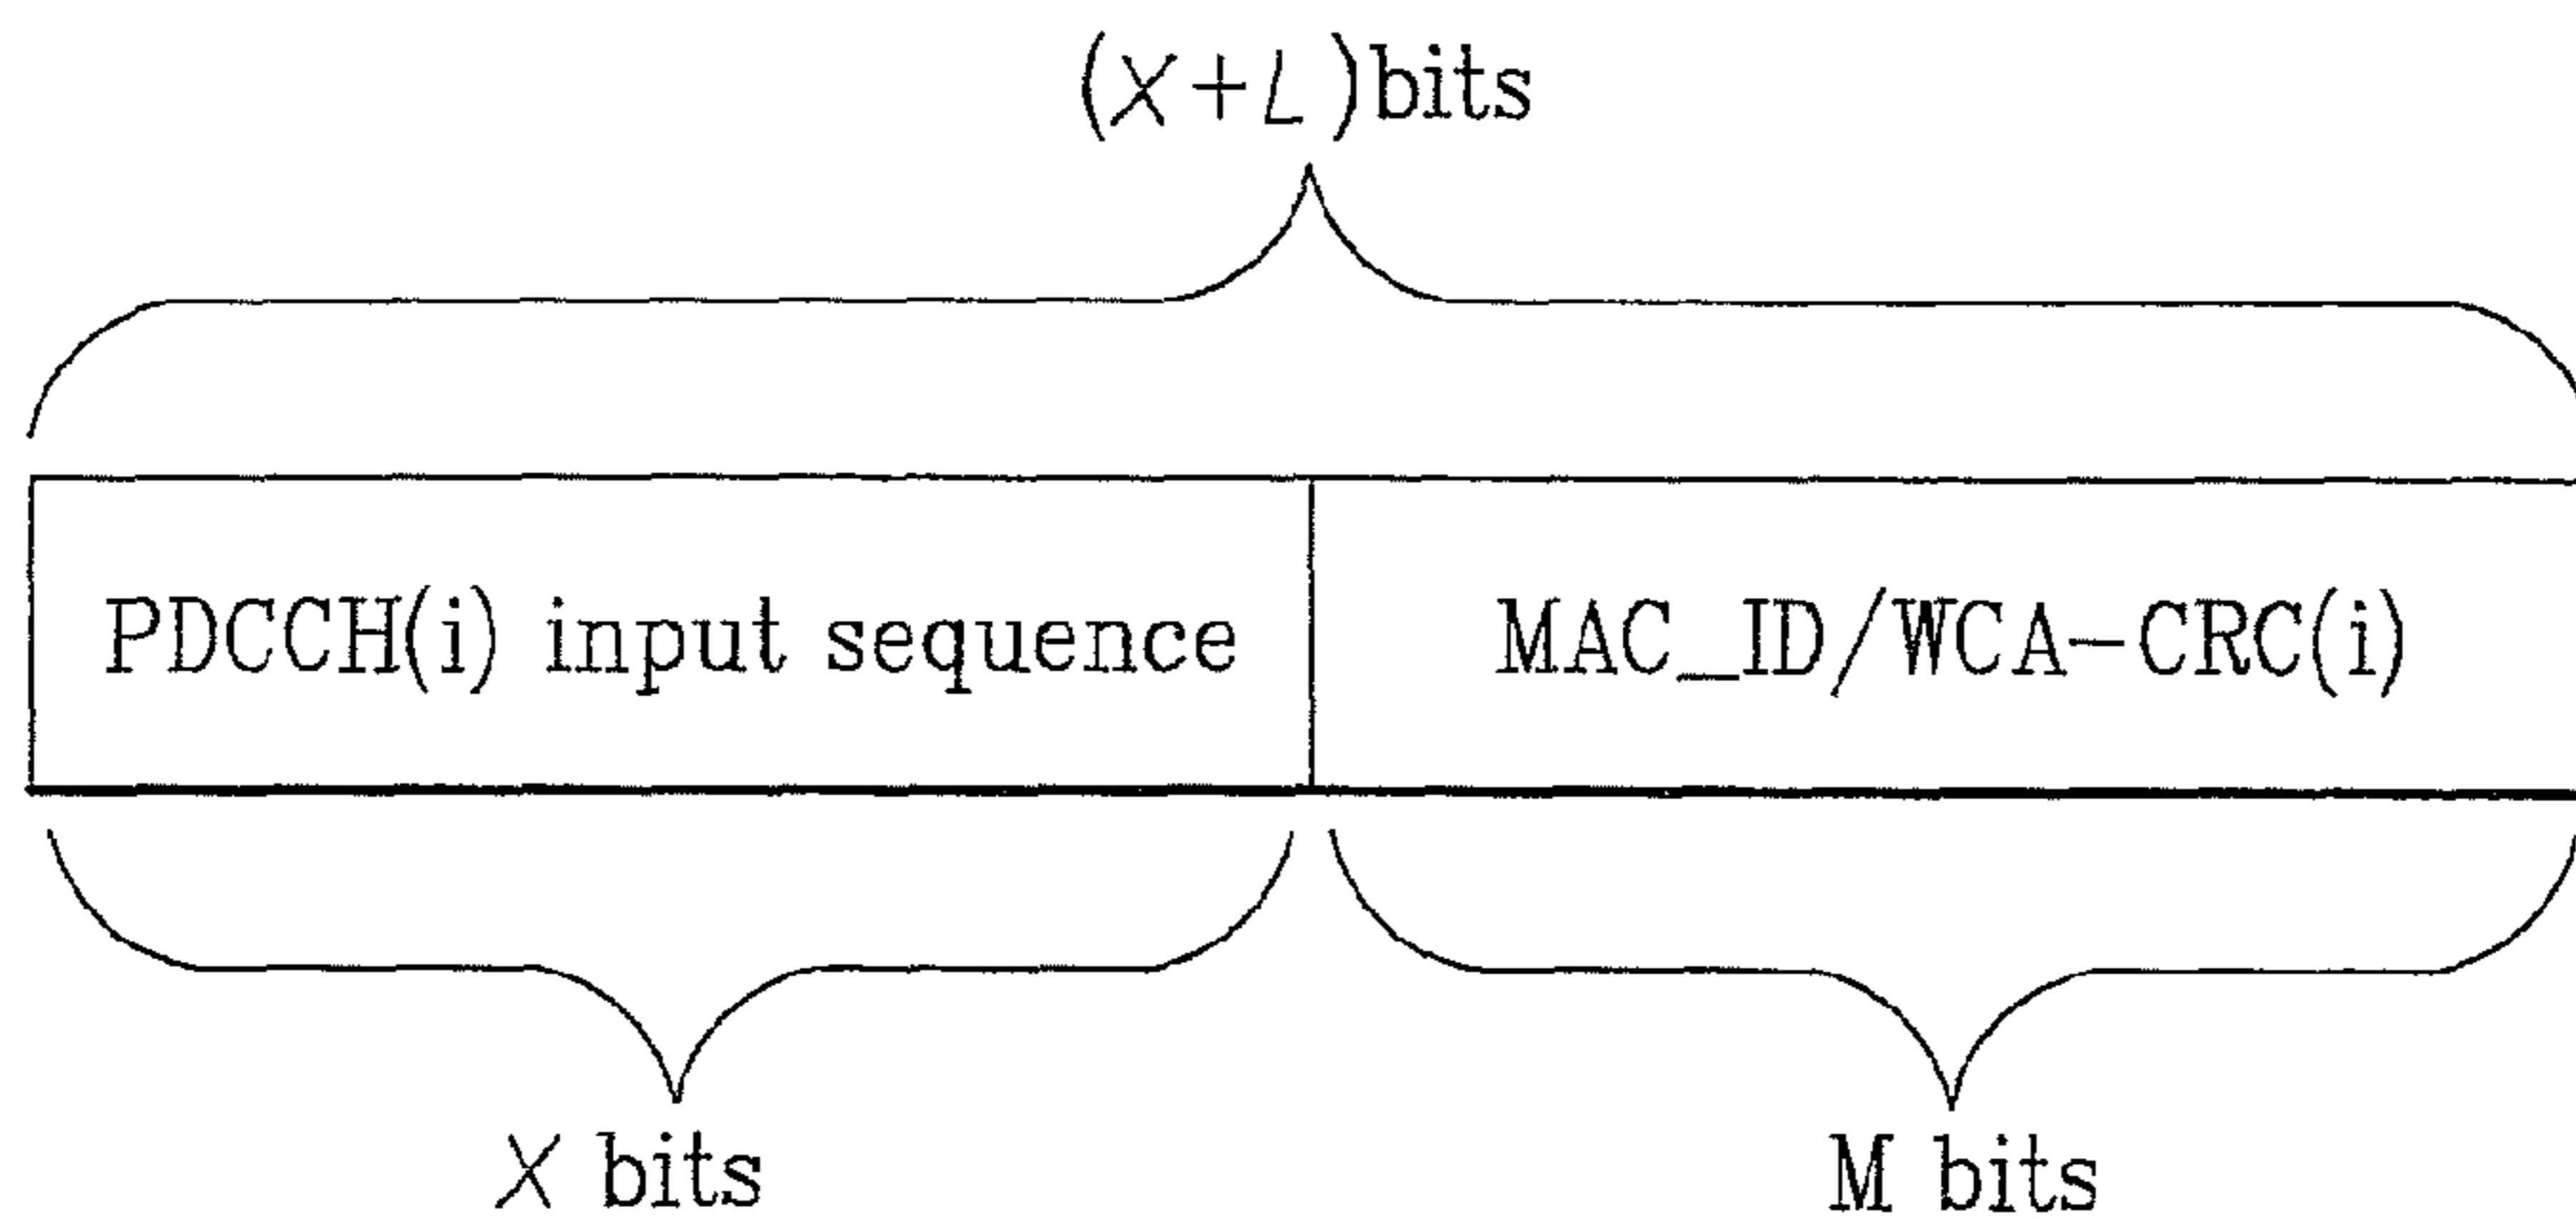 (X+L)bits
PDCCH(i) input sequence
MAC_ID/WCA-CRC(i)
X bits
M bits